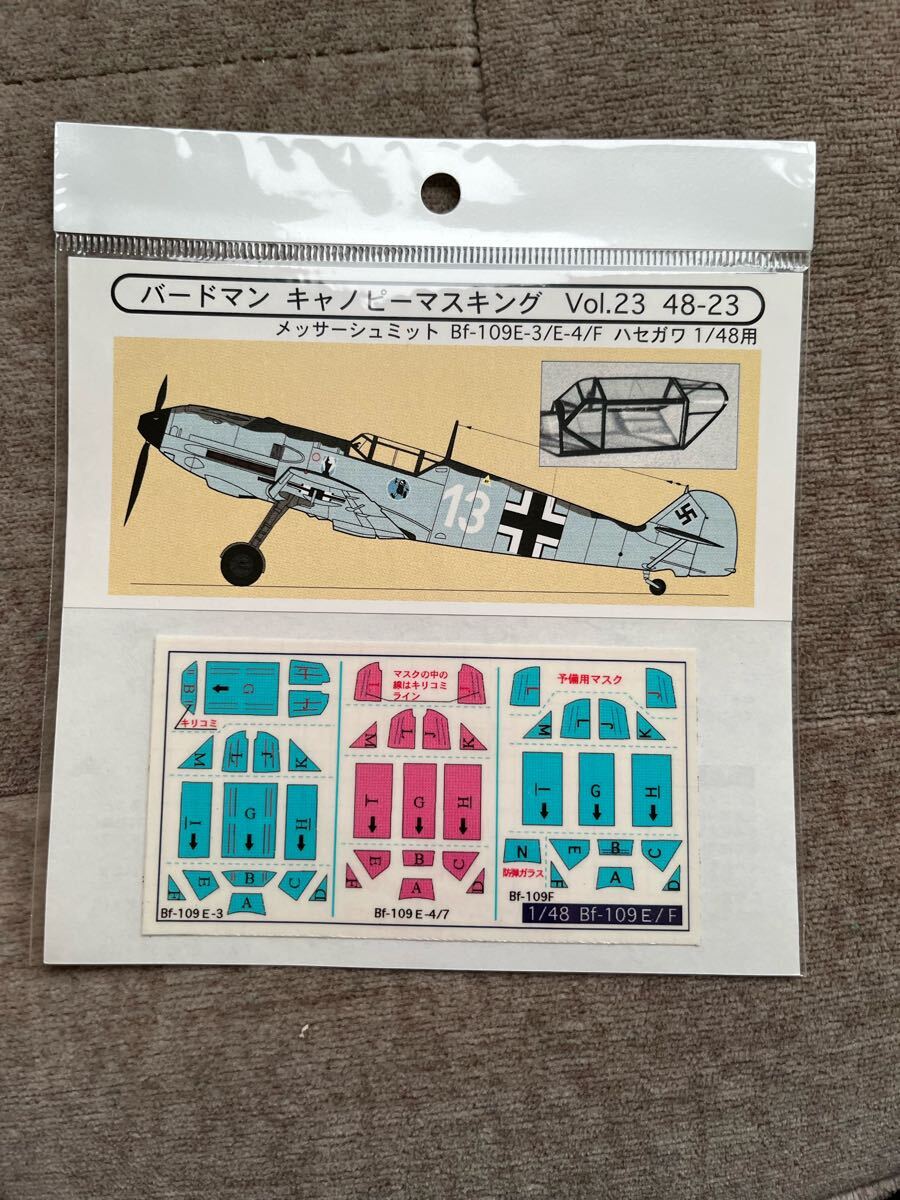 バードマン キャノピーマスキング Vol.23 48-23
メッサーシュミット Bf-109E-3/E-4/F ハセガワ 1/48用
13
B
G
キリコミ
M
K
I
G
H
F
E
B
C
D
A
Bf-109 E-3
マスクの中の
線はキリコミ
ライン
M
L
J
K
I
G
H
F
E
B
C
D
A
Bf-109 E-4/7
予備用マスク
L
J
M
L
J
K
I
H
N
防弾ガラス
F
E
B
C
D
A
Bf-109F
1/48 Bf-109 E/F